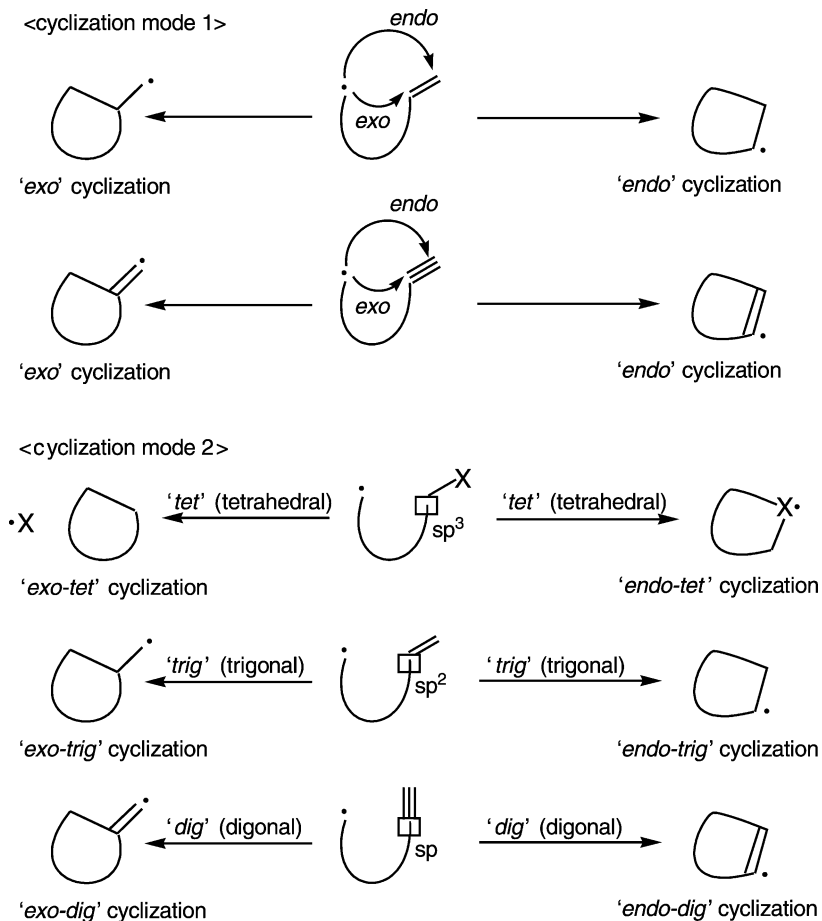 <cyclization mode 1>
endo
exo
'exo' cyclization
'endo' cyclization
endo
exo
'exo' cyclization
'endo' cyclization
<cyclization mode 2>
•X
'tet' (tetrahedral)
X
sp³
'tet' (tetrahedral)
X•
'exo-tet' cyclization
'endo-tet' cyclization
'trig' (trigonal)
sp²
'trig' (trigonal)
'exo-trig' cyclization
'endo-trig' cyclization
'dig' (digonal)
sp
'dig' (digonal)
'exo-dig' cyclization
'endo-dig' cyclization